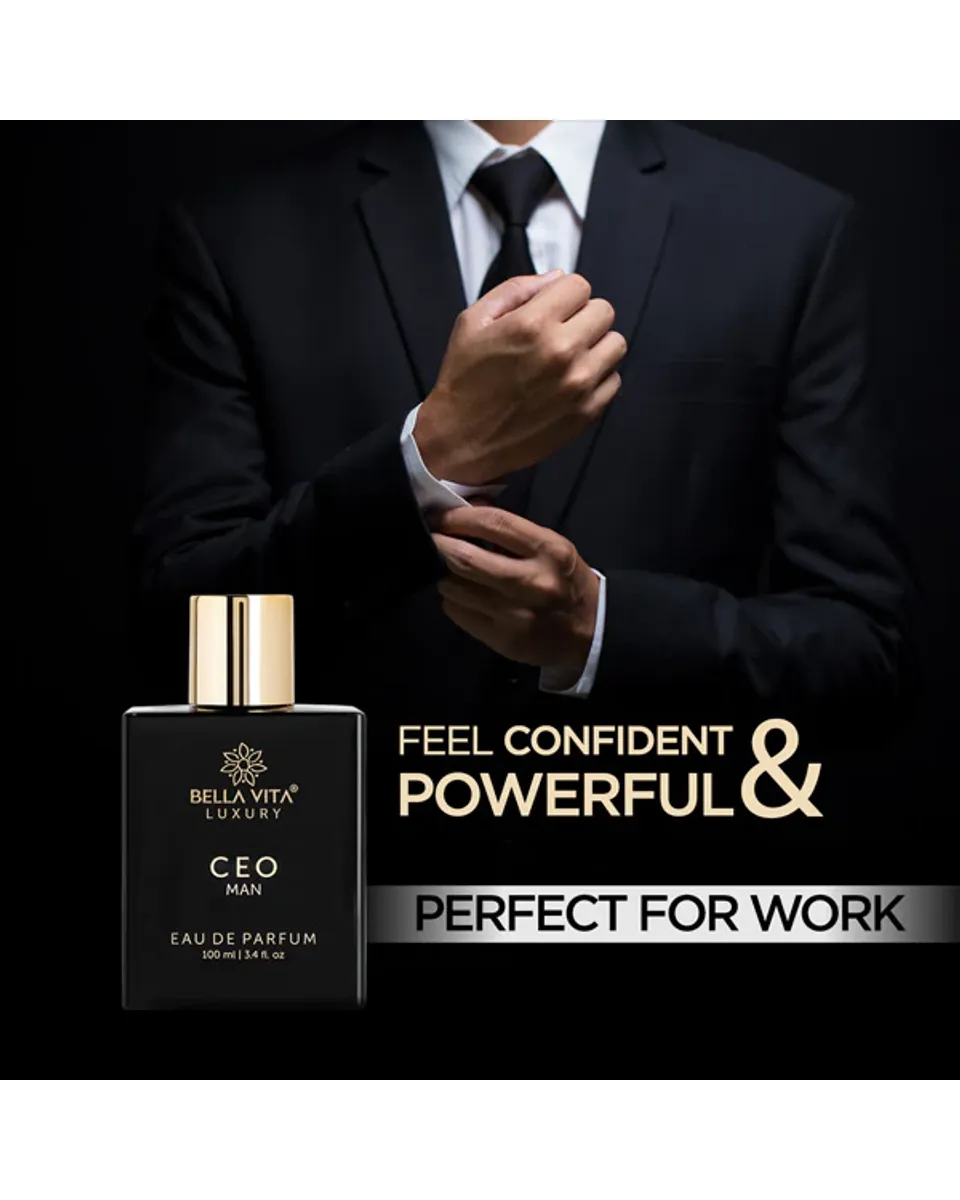 BELLA VITA®
LUXURY
CEO
MAN
EAU DE PARFUM
100 ml | 3.4 fl. oz
FEEL CONFIDENT &
POWERFUL
PERFECT FOR WORK